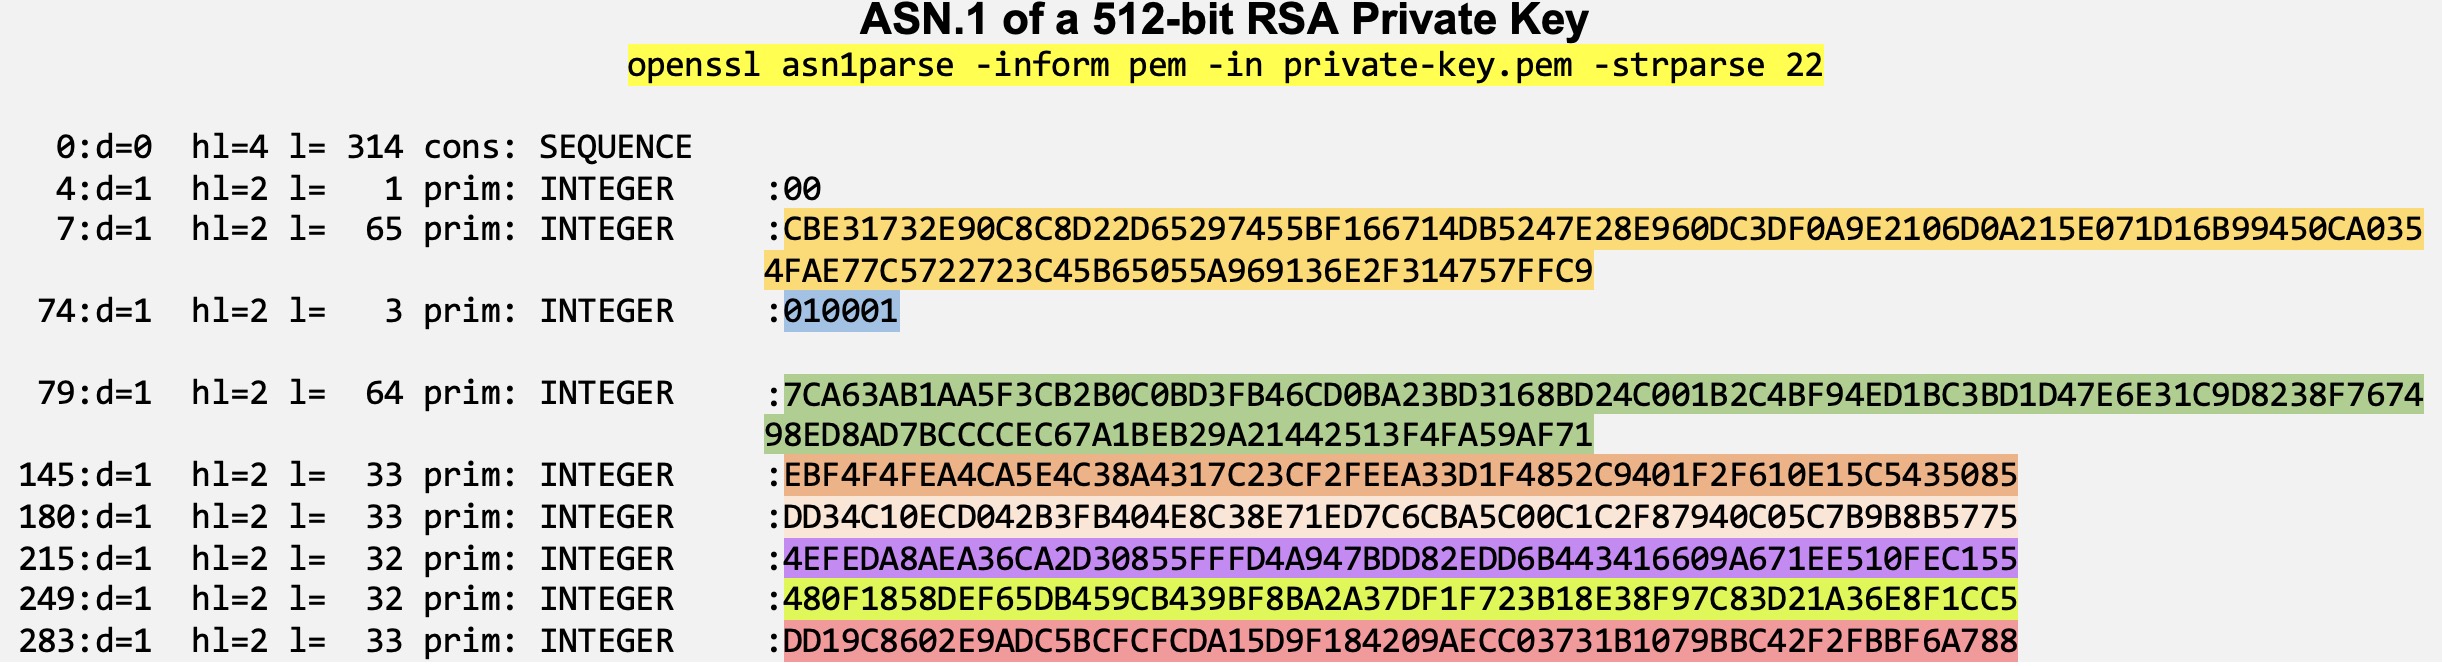 ASN.1 of a 512-bit RSA Private Key
openssl asn1parse -inform pem -in private-key.pem -strparse 22
0:d=0 hl=4 l= 314 cons: SEQUENCE
4:d=1 hl=2 l= 1 prim: INTEGER :00
7:d=1 hl=2 l= 65 prim: INTEGER :CBE31732E90C8C8D22D65297455BF166714DB5247E28E960DC3DF0A9E2106D0A215E071D16B99450CA035
4FAE77C5722723C45B65055A969136E2F314757FFC9
74:d=1 hl=2 l= 3 prim: INTEGER :010001
79:d=1 hl=2 l= 64 prim: INTEGER :7CA63AB1AA5F3CB2B0C0BD3FB46CD0BA23BD3168BD24C001B2C4BF94ED1BC3BD1D47E6E31C9D8238F7674
98ED8AD7BCCCCEC67A1BEB29A21442513F4FA59AF71
145:d=1 hl=2 l= 33 prim: INTEGER :EBF4F4FEA4CA5E4C38A4317C23CF2FEEA33D1F4852C9401F2F610E15C5435085
180:d=1 hl=2 l= 33 prim: INTEGER :DD34C10ECD042B3FB404E8C38E71ED7C6CBA5C00C1C2F87940C05C7B9B8B5775
215:d=1 hl=2 l= 32 prim: INTEGER :4EFEDA8AEA36CA2D30855FFFD4A947BDD82EDD6B443416609A671EE510FEC155
249:d=1 hl=2 l= 32 prim: INTEGER :480F1858DEF65DB459CB439BF8BA2A37DF1F723B18E38F97C83D21A36E8F1CC5
283:d=1 hl=2 l= 33 prim: INTEGER :DD19C8602E9ADC5BCFCFCDA15D9F184209AECC03731B1079BBC42F2FBBF6A788